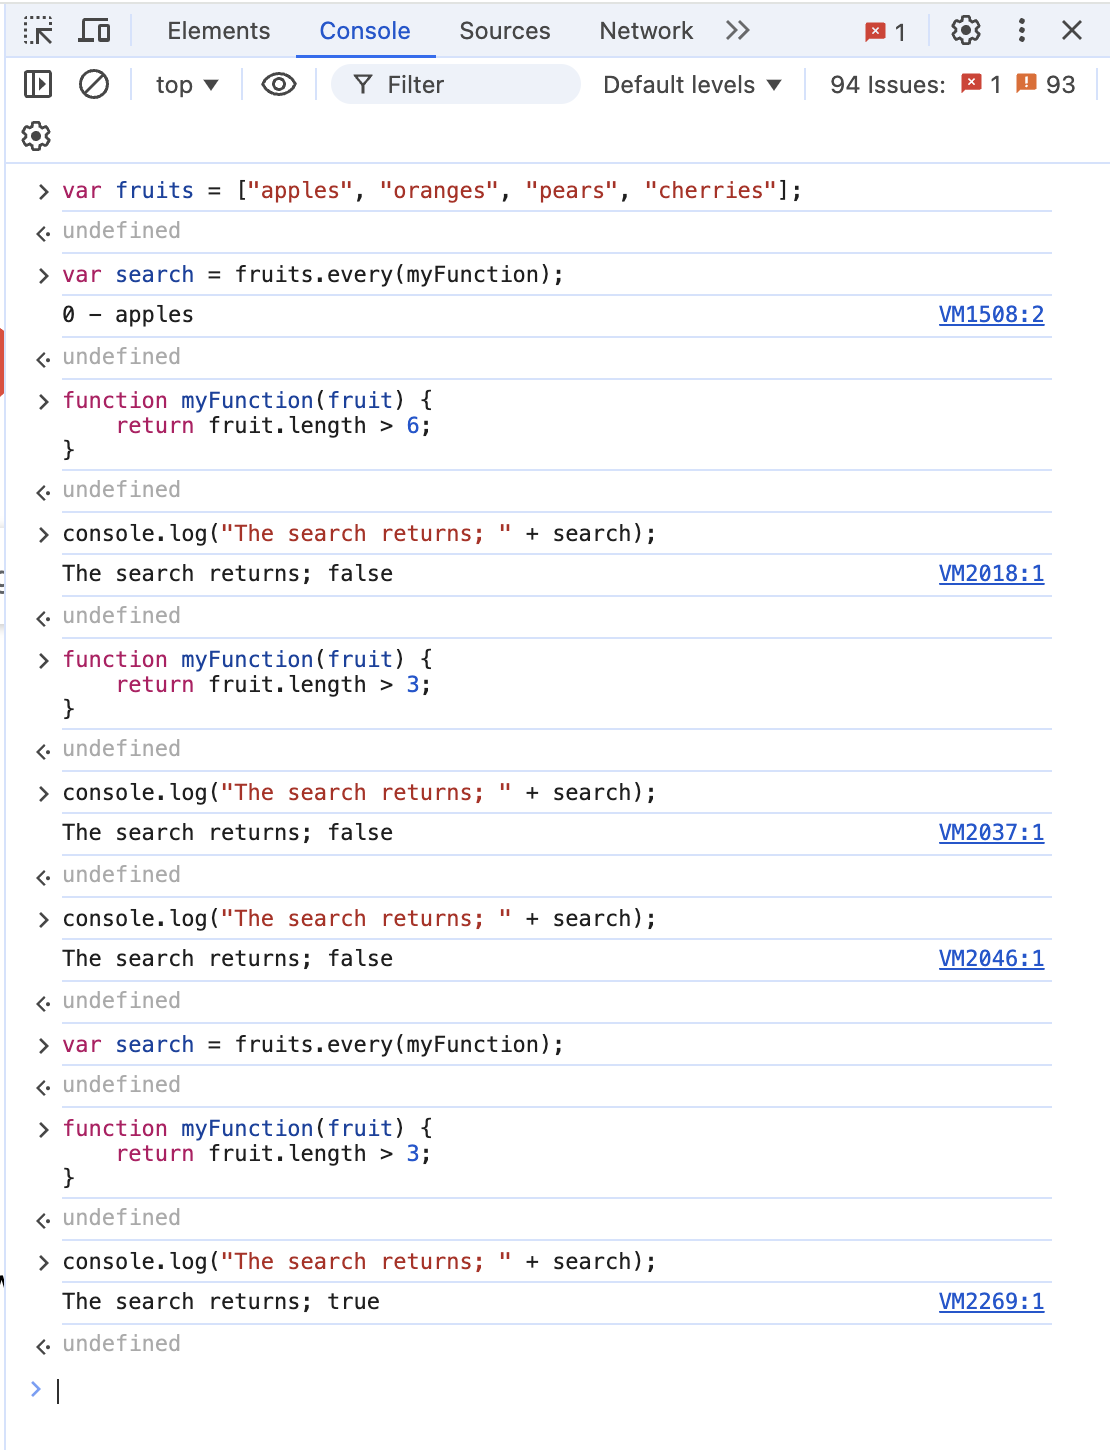 Elements Console Sources Network 1
top Filter Default levels 94 Issues: 1 93
var fruits = ["apples", "oranges", "pears", "cherries"];
undefined
var search = fruits.every(myFunction);
0 – apples VM1508:2
undefined
function myFunction(fruit) {
    return fruit.length > 6;
}
undefined
console.log("The search returns; " + search);
The search returns; false VM2018:1
undefined
function myFunction(fruit) {
    return fruit.length > 3;
}
undefined
console.log("The search returns; " + search);
The search returns; false VM2037:1
undefined
console.log("The search returns; " + search);
The search returns; false VM2046:1
undefined
var search = fruits.every(myFunction);
undefined
function myFunction(fruit) {
    return fruit.length > 3;
}
undefined
console.log("The search returns; " + search);
The search returns; true VM2269:1
undefined